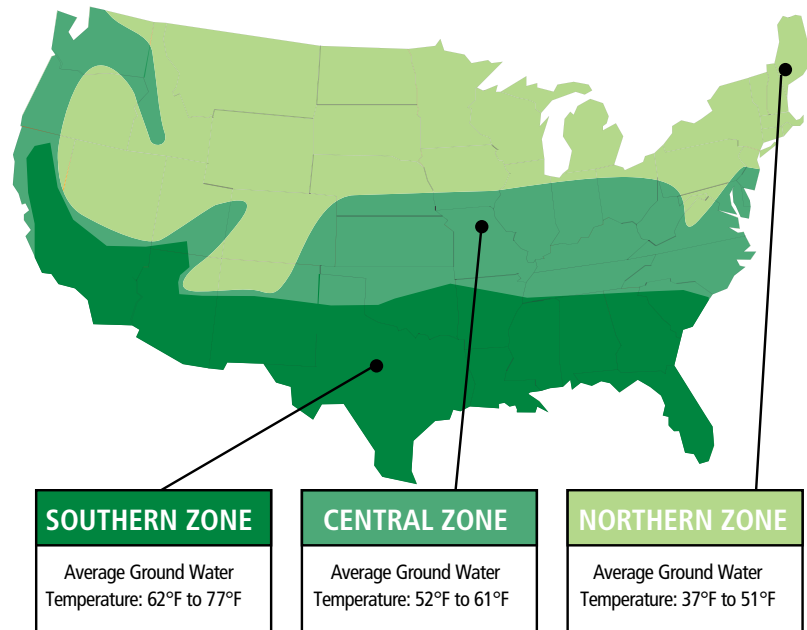 SOUTHERN ZONE
Average Ground Water
Temperature: 62°F to 77°F
CENTRAL ZONE
Average Ground Water
Temperature: 52°F to 61°F
NORTHERN ZONE
Average Ground Water
Temperature: 37°F to 51°F